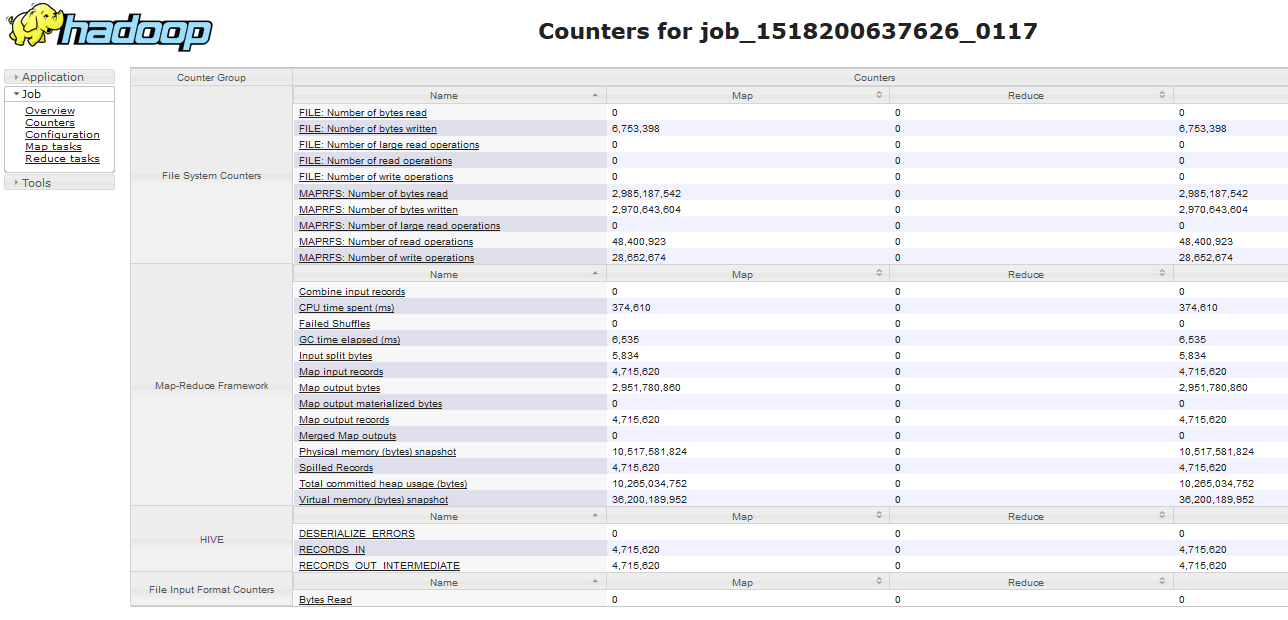 hadoop
Counters for job_1518200637626_0117
Application
Job
Overview
Counters
Configuration
Map tasks
Reduce tasks
Tools
Counter Group Counters
File System Counters
Name Map Reduce
FILE: Number of bytes read 0 0 0
FILE: Number of bytes written 6,753,398 0 6,753,398
FILE: Number of large read operations 0 0 0
FILE: Number of read operations 0 0 0
FILE: Number of write operations 0 0 0
MAPRFS: Number of bytes read 2,985,187,542 0 2,985,187,542
MAPRFS: Number of bytes written 2,970,643,604 0 2,970,643,604
MAPRFS: Number of large read operations 0 0 0
MAPRFS: Number of read operations 48,400,923 0 48,400,923
MAPRFS: Number of write operations 28,652,674 0 28,652,674
Map-Reduce Framework
Name Map Reduce
Combine input records 0 0 0
CPU time spent (ms) 374,610 0 374,610
Failed Shuffles 0 0 0
GC time elapsed (ms) 6,535 0 6,535
Input split bytes 5,834 0 5,834
Map input records 4,715,620 0 4,715,620
Map output bytes 2,951,780,860 0 2,951,780,860
Map output materialized bytes 0 0 0
Map output records 4,715,620 0 4,715,620
Merged Map outputs 0 0 0
Physical memory (bytes) snapshot 10,517,581,824 0 10,517,581,824
Spilled Records 4,715,620 0 4,715,620
Total committed heap usage (bytes) 10,265,034,752 0 10,265,034,752
Virtual memory (bytes) snapshot 36,200,189,952 0 36,200,189,952
HIVE
Name Map Reduce
DESERIALIZE_ERRORS 0 0 0
RECORDS_IN 4,715,620 0 4,715,620
RECORDS_OUT_INTERMEDIATE 4,715,620 0 4,715,620
File Input Format Counters
Name Map Reduce
Bytes Read 0 0 0